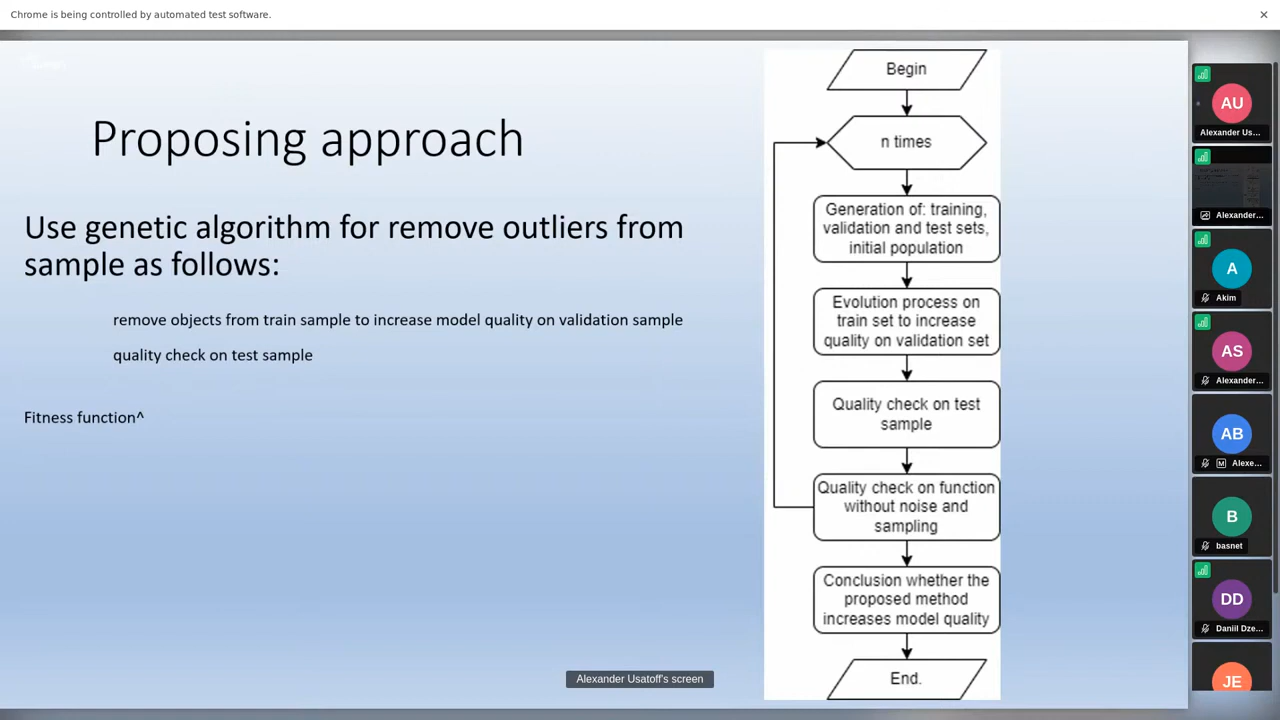 Chrome is being controlled by automated test software.
Proposing approach
Use genetic algorithm for remove outliers from
sample as follows:
remove objects from train sample to increase model quality on validation sample
quality check on test sample
Fitness function^
Begin
n times
Generation of: training,
validation and test sets,
initial population
Evolution process on
train set to increase
quality on validation set
Quality check on test
sample
Quality check on function
without noise and
sampling
Conclusion whether the
proposed method
increases model quality
End.
Alexander Usatoff's screen
AU
Alexander Us...
Alexander...
A
Akim
AS
Alexander...
AB
M
Alexe...
B
basnet
DD
Daniil Dze...
JE